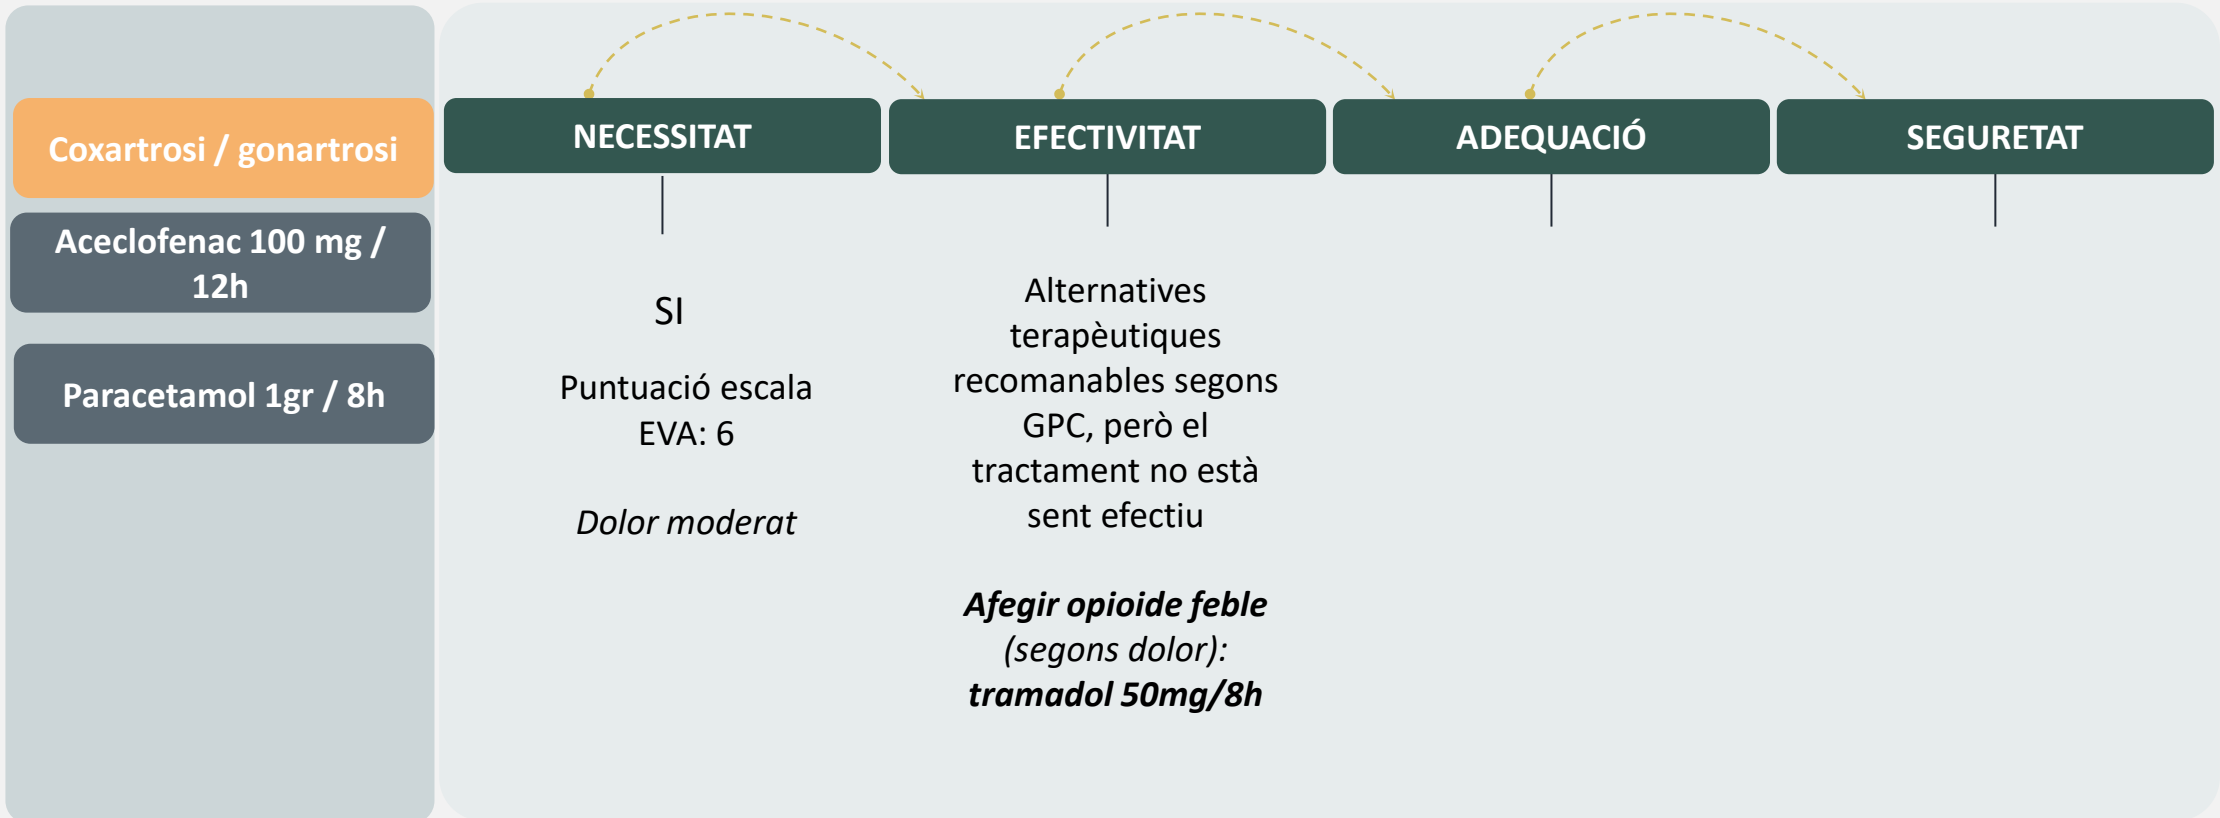 Coxartrosi / gonartrosi
Aceclofenac 100 mg /
12h
Paracetamol 1gr / 8h
NECESSITAT
SI
Puntuació escala
EVA: 6
Dolor moderat
EFECTIVITAT
Alternatives
terapèutiques
recomanables segons
GPC, però el
tractament no està
sent efectiu
Afegir opioide feble
(segons dolor):
tramadol 50mg/8h
ADEQUACIÓ
SEGURETAT